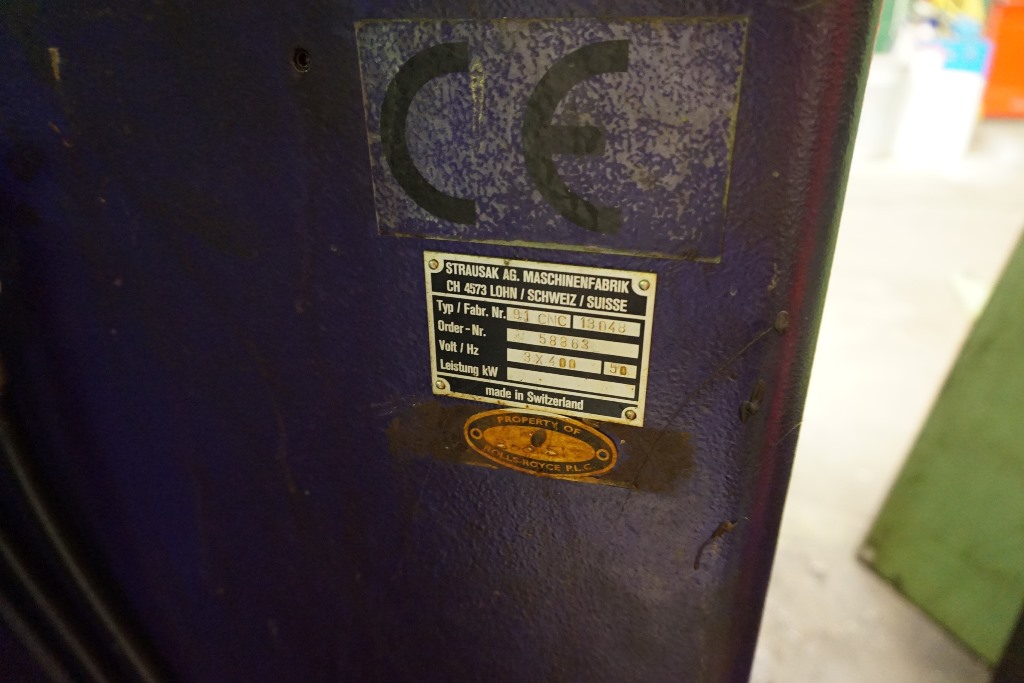 CE
STRAUSAK AG. MASCHINENFABRIK
CH 4573 LOHN / SCHWEIZ / SUISSE
Typ / Fabr. Nr. 91 CNC 13048
Order-Nr. 58863
Volt / Hz 3X400 50
Leistung kW
made in Switzerland
PROPERTY OF
ROLLS-ROYCE P.L.C.